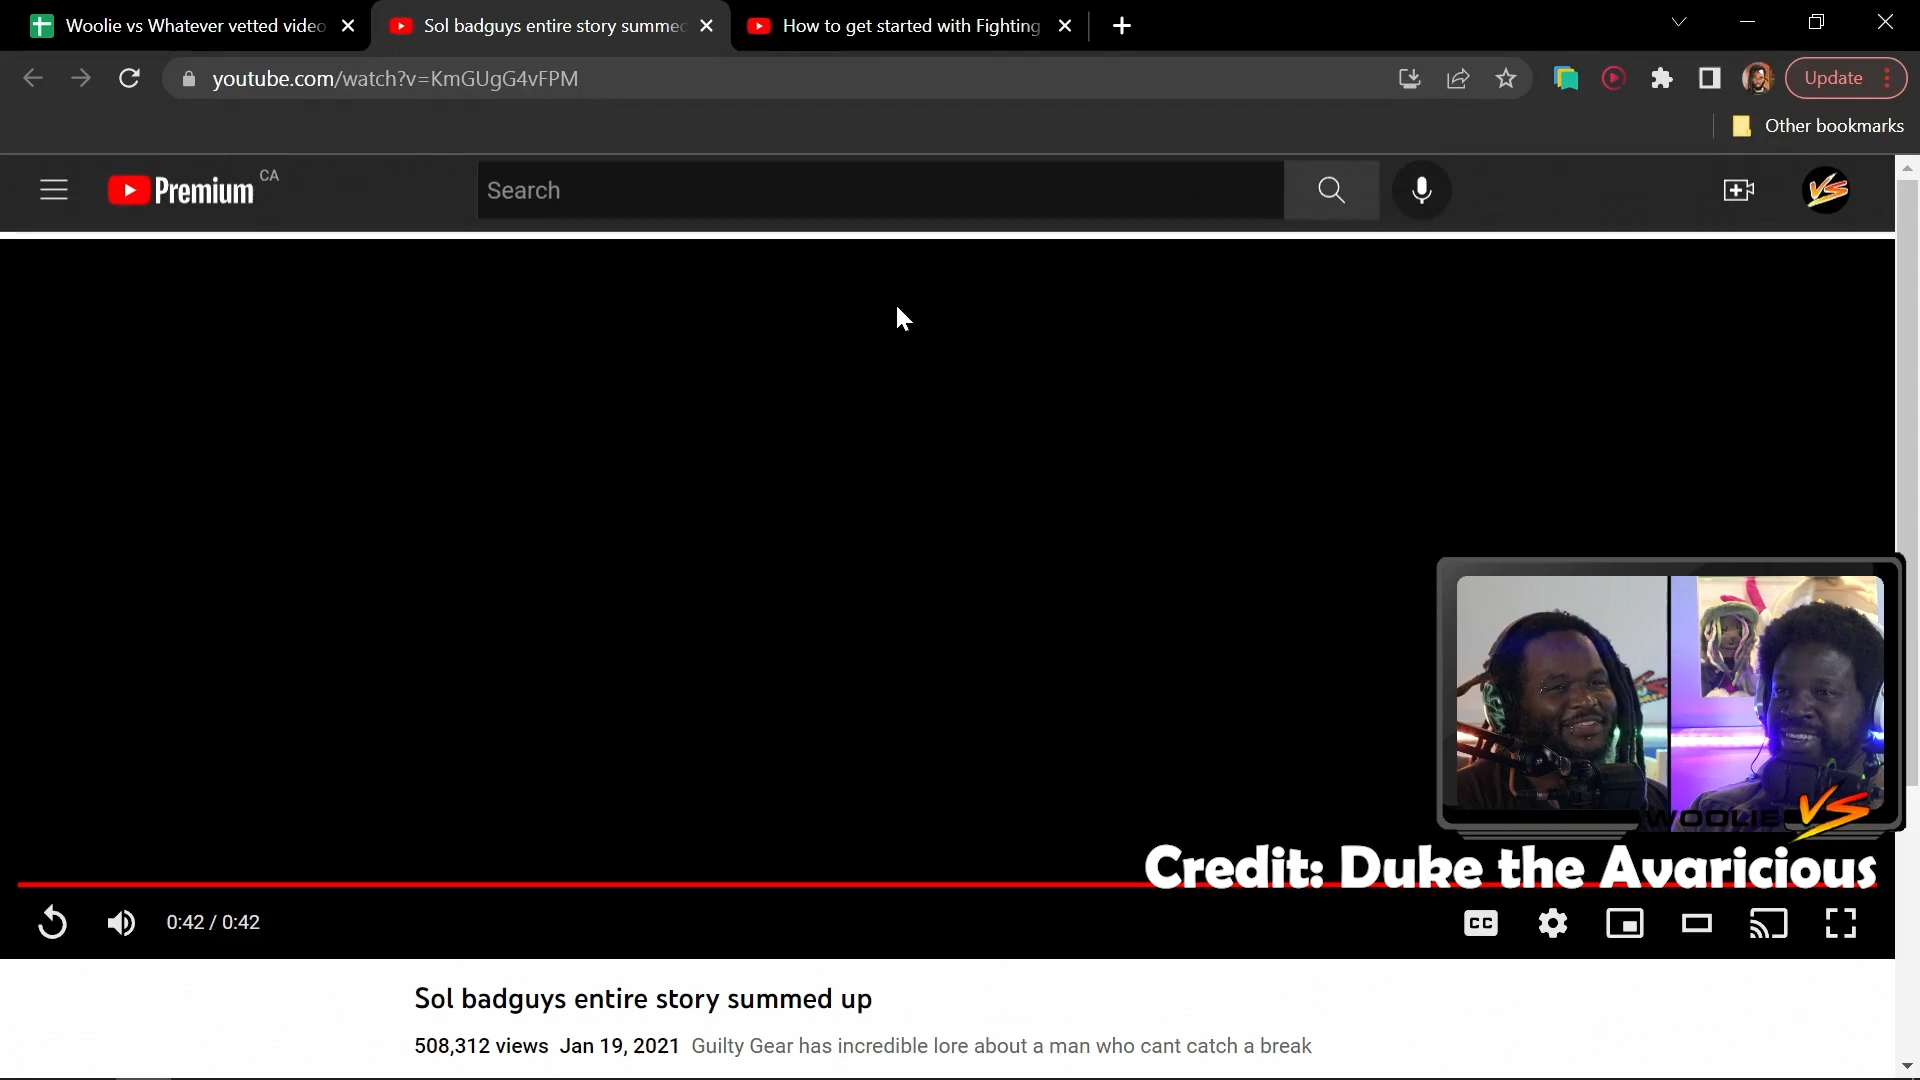 Woolie vs Whatever vetted video
Sol badguys entire story summed
How to get started with Fighting
youtube.com/watch?v=KmGUgG4vFPM
Update
Other bookmarks
Premium CA
Search
VS
WOOLIE VS
Credit: Duke the Avaricious
0:42 / 0:42
CC
Sol badguys entire story summed up
508,312 views Jan 19, 2021 Guilty Gear has incredible lore about a man who cant catch a break